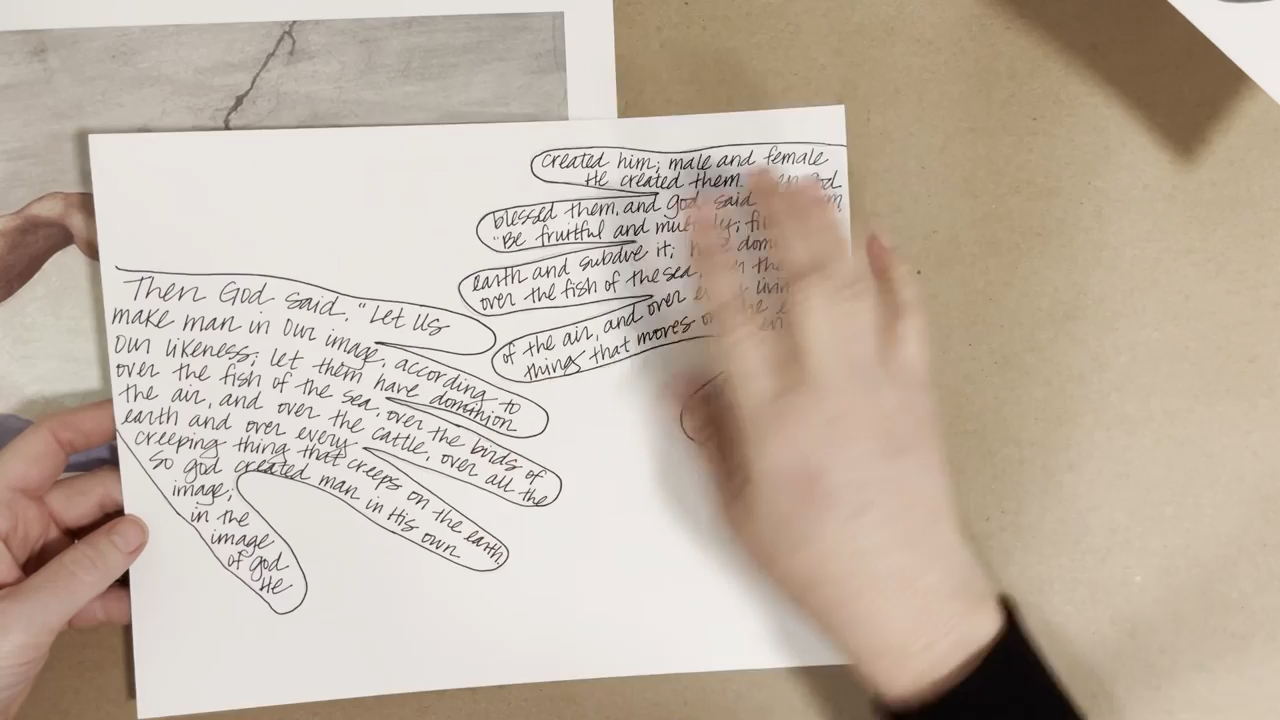 Then God said, "Let Us
make man in Our image, according to
Our likeness; let them have dominion
over the fish of the sea, over the birds of
the air, and over the cattle, over all the
earth and over every
creeping thing that creeps on the earth.
So God created man in His own
image;
in the
image
of God
He
created him; male and female
He created them.
blessed them, and God said
"Be fruitful and
earth and subdue it;
over the fish of the sea,
of the air, and over
things that moves